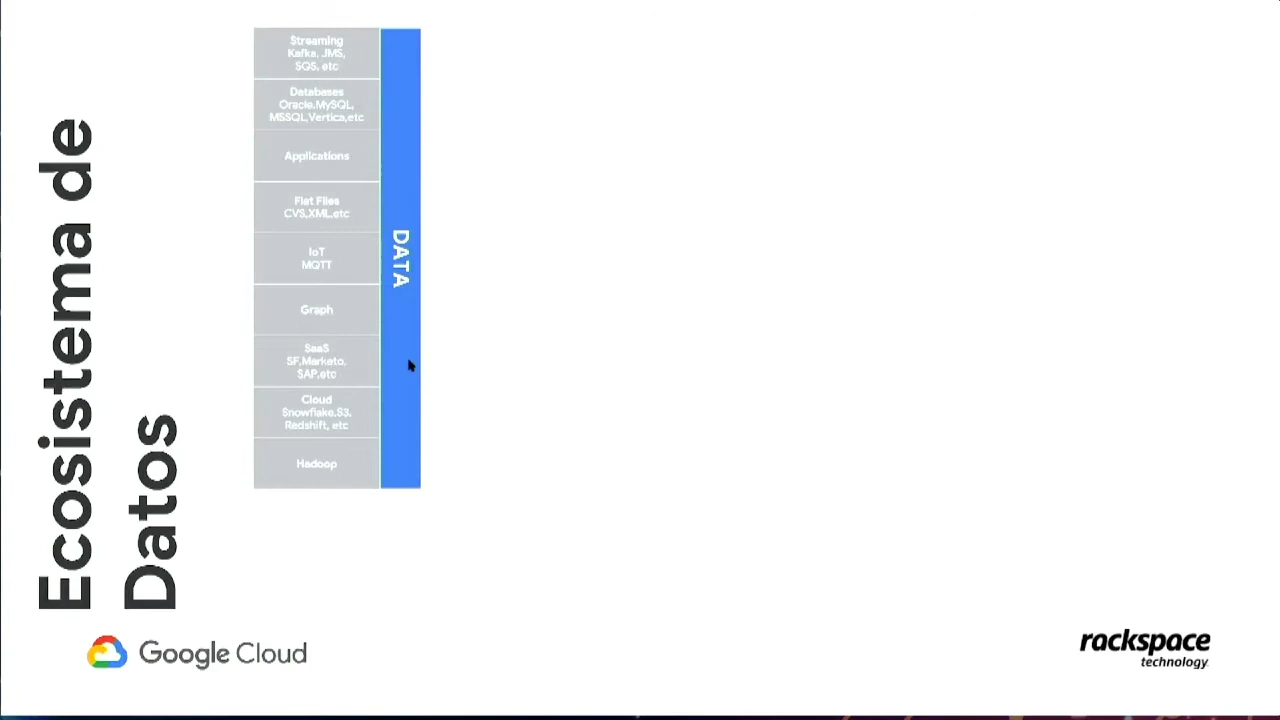 Ecosistema de
Datos
Streaming
Kafka, JMS,
SQS, etc
Databases
Oracle,MySQL,
MSSQL,Vertica,etc
Applications
Flat Files
CVS,XML,etc
IoT
MQTT
Graph
SaaS
SF,Marketo,
SAP,etc
Cloud
Snowflake,S3,
Redshift, etc
Hadoop
DATA
Google Cloud
rackspace
technology